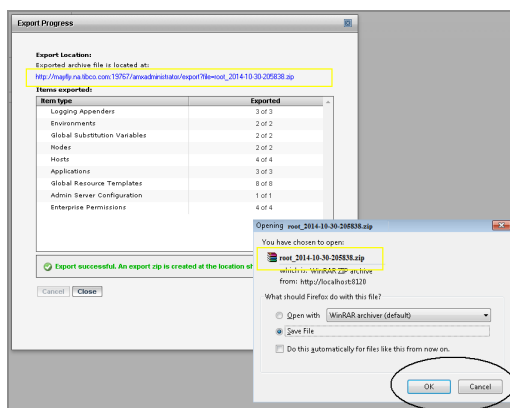 Export Progress
Export Location:
Exported archive file is located at:
http://mayfly.na.tibco.com:19767/amxadministrator/export?file=root_2014-10-30-205838.zip
Items exported:
Item type Exported
Logging Appenders 3 of 3
Environments 2 of 2
Global Substitution Variables 2 of 2
Nodes 2 of 2
Hosts 4 of 4
Applications 3 of 3
Global Resource Templates 8 of 8
Admin Server Configuration 1 of 1
Enterprise Permissions 4 of 4
Export successful. An export zip is created at the location sh
Cancel Close
Opening root_2014-10-30-205838.zip
You have chosen to open:
root_2014-10-30-205838.zip
which is: WinRAR ZIP archive
from: http://localhost:8120
What should Firefox do with this file?
Open with WinRAR archiver (default)
Save File
Do this automatically for files like this from now on.
OK Cancel